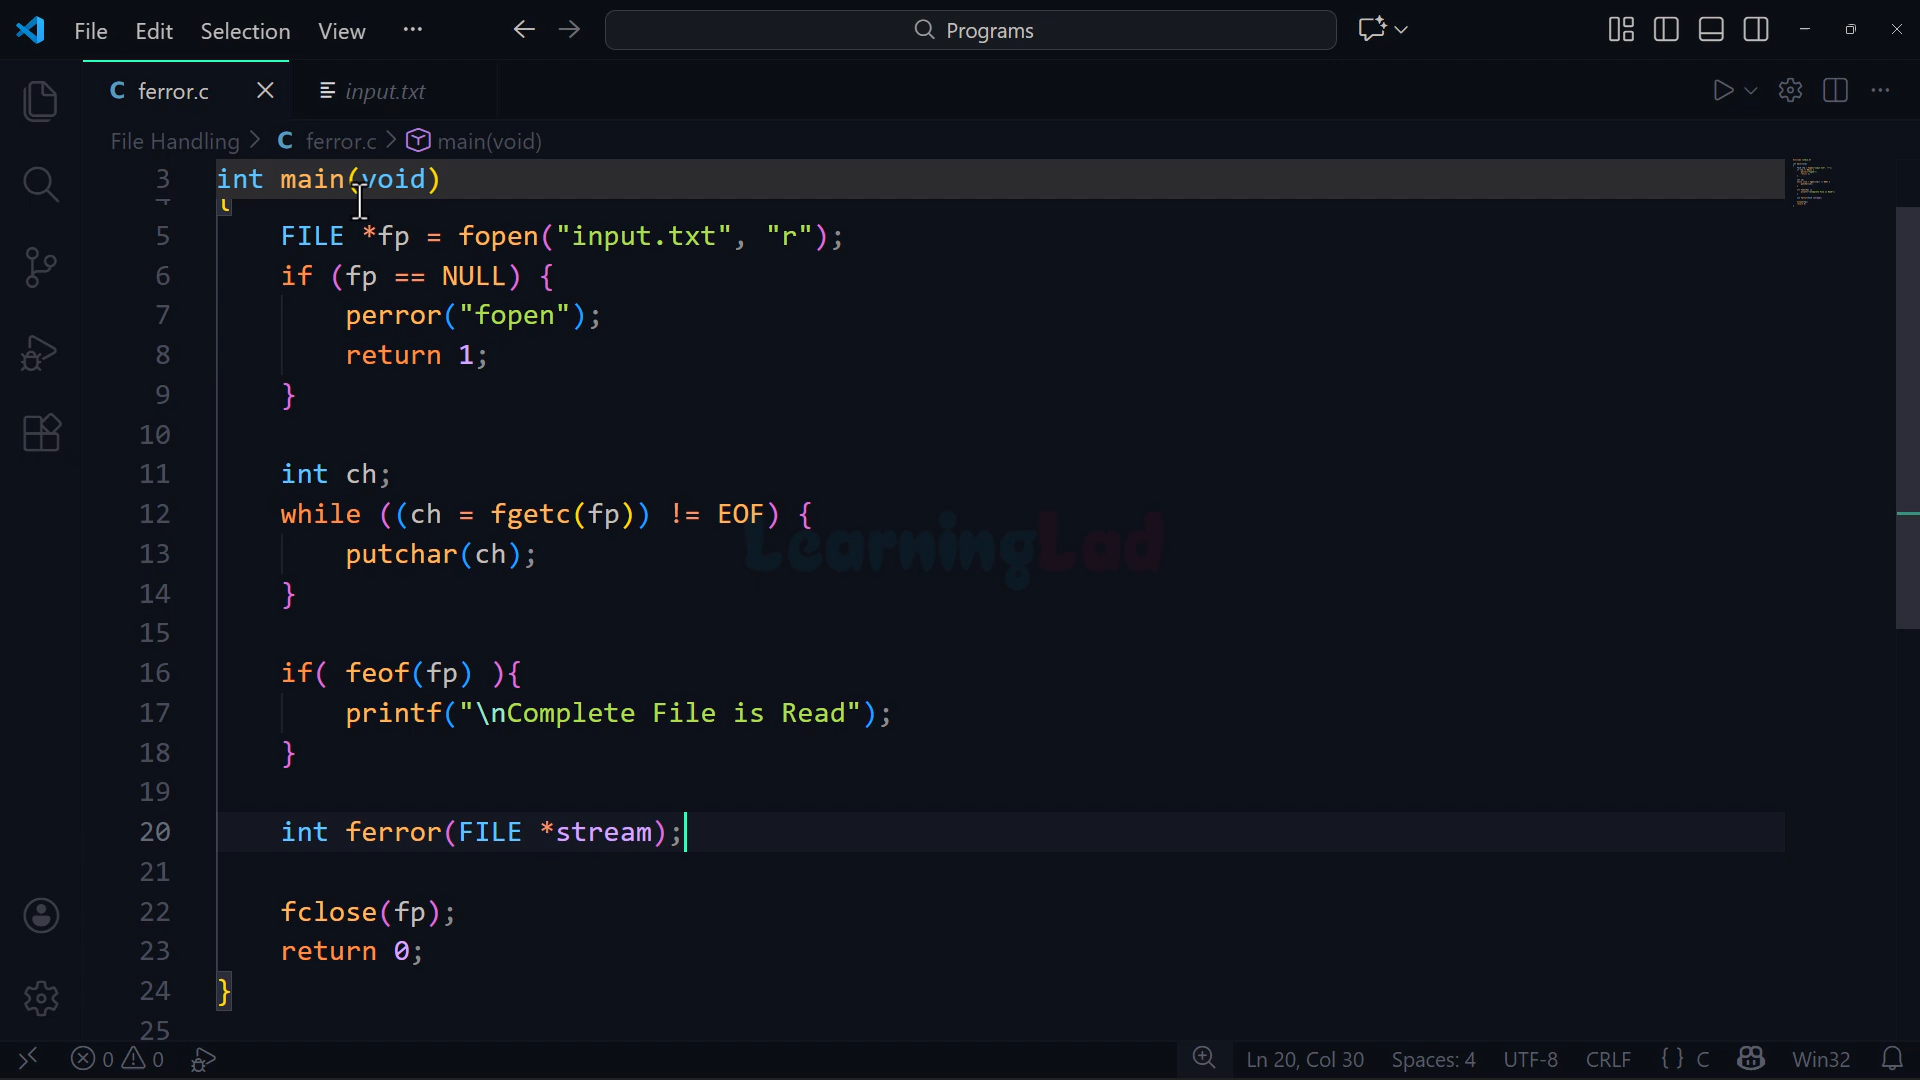 File Edit Selection View ··· Programs
ferror.c input.txt
File Handling > C ferror.c > main(void)
3 int main(void)
4 {
5 FILE *fp = fopen("input.txt", "r");
6 if (fp == NULL) {
7 perror("fopen");
8 return 1;
9 }
10
11 int ch;
12 while ((ch = fgetc(fp)) != EOF) {
13 putchar(ch);
14 }
15
16 if( feof(fp) ){
17 printf("\nComplete File is Read");
18 }
19
20 int ferror(FILE *stream);
21
22 fclose(fp);
23 return 0;
24 }
25
LearningLad
0 0 Ln 20, Col 30 Spaces: 4 UTF-8 CRLF {} C Win32